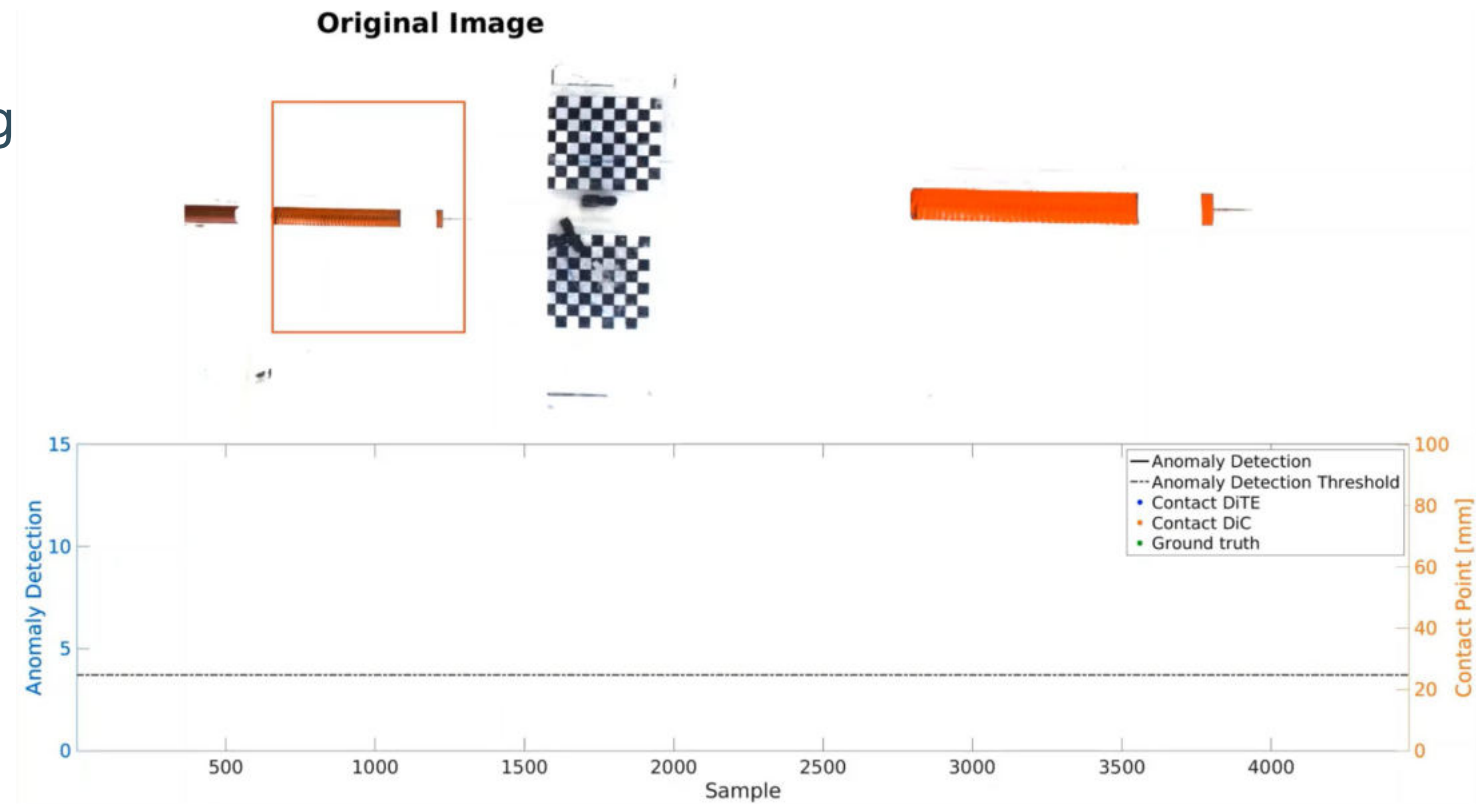 Original Image
g
15
10
5
0
Anomaly Detection
100
80
60
40
20
0
Contact Point [mm]
Anomaly Detection
Anomaly Detection Threshold
Contact DiTE
Contact DiC
Ground truth
500 1000 1500 2000 2500 3000 3500 4000
Sample